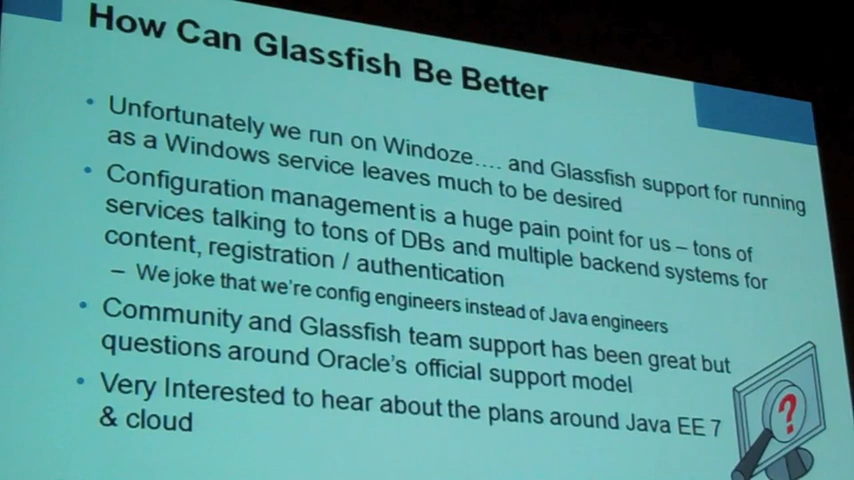 How Can Glassfish Be Better
• Unfortunately we run on Windoze.... and Glassfish support for running
as a Windows service leaves much to be desired
• Configuration management is a huge pain point for us – tons of
services talking to tons of DBs and multiple backend systems for
content, registration / authentication
– We joke that we're config engineers instead of Java engineers
• Community and Glassfish team support has been great but
questions around Oracle's official support model
• Very Interested to hear about the plans around Java EE 7
& cloud
?